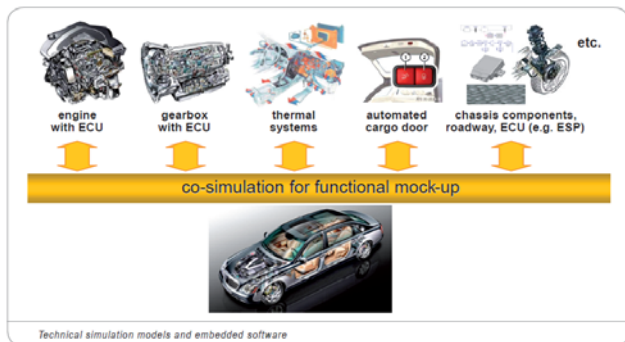 etc.
engine
with ECU
gearbox
with ECU
thermal
systems
automated
cargo door
chassis components,
roadway, ECU (e.g. ESP)
co-simulation for functional mock-up
Technical simulation models and embedded software